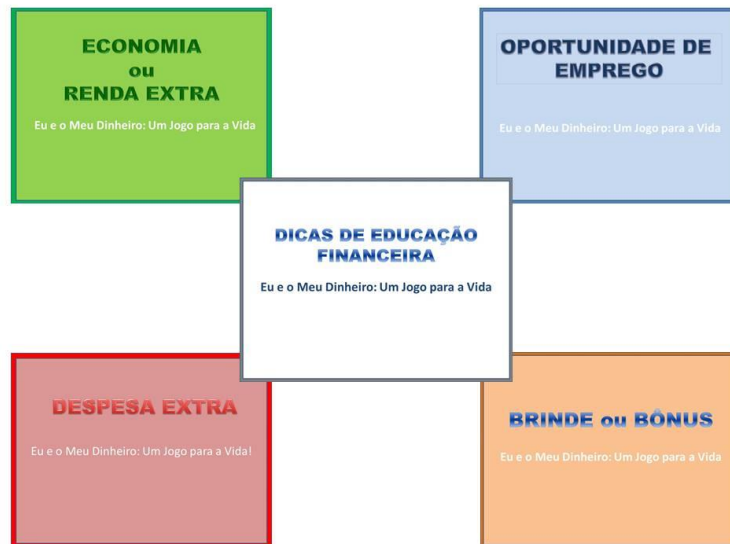 ECONOMIA
ou
RENDA EXTRA
Eu e o Meu Dinheiro: Um Jogo para a Vida
OPORTUNIDADE DE
EMPREGO
Eu e o Meu Dinheiro: Um Jogo para a Vida
DICAS DE EDUCAÇÃO
FINANCEIRA
Eu e o Meu Dinheiro: Um Jogo para a Vida
DESPESA EXTRA
Eu e o Meu Dinheiro: Um Jogo para a Vida!
BRINDE ou BÔNUS
Eu e o Meu Dinheiro: Um Jogo para a Vida